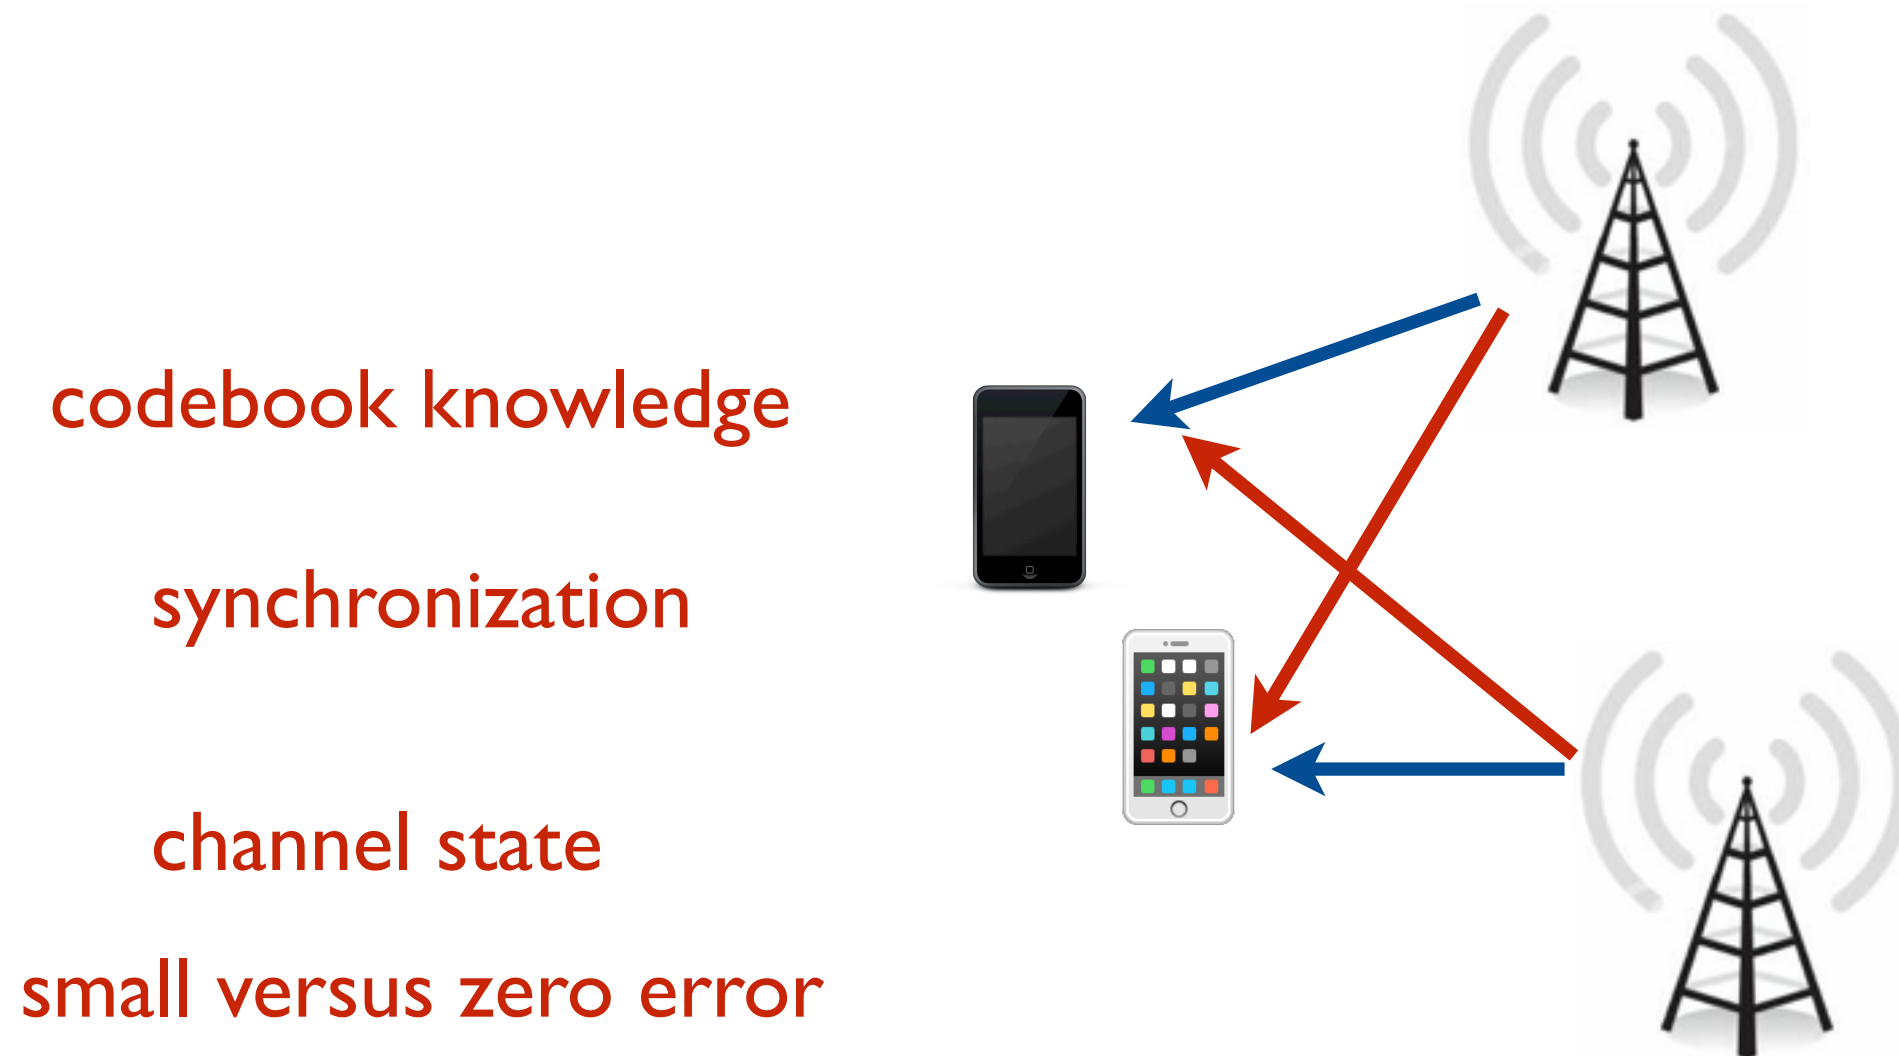 codebook knowledge
synchronization
channel state
small versus zero error